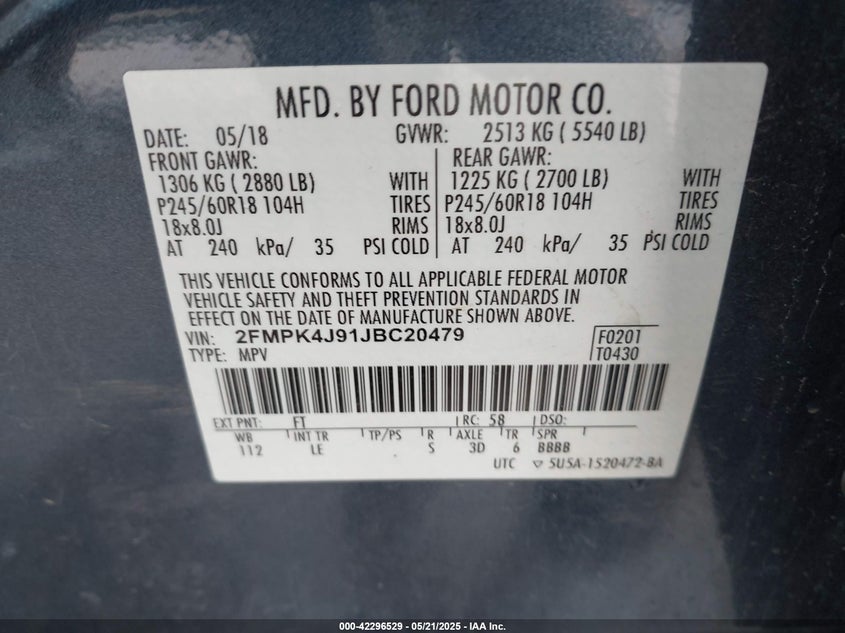 MFD. BY FORD MOTOR CO.
DATE: 05/18 GVWR: 2513 KG ( 5540 LB)
FRONT GAWR: REAR GAWR:
1306 KG ( 2880 LB) WITH 1225 KG ( 2700 LB) WITH
P245/60R18 104H TIRES P245/60R18 104H TIRES
18x8.0J RIMS 18x8.0J RIMS
AT 240 kPa/ 35 PSI COLD AT 240 kPa/ 35 PSI COLD
THIS VEHICLE CONFORMS TO ALL APPLICABLE FEDERAL MOTOR
VEHICLE SAFETY AND THEFT PREVENTION STANDARDS IN
EFFECT ON THE DATE OF MANUFACTURE SHOWN ABOVE.
VIN: 2FMPK4J91JBC20479 F0201
TYPE: MPV T0430
EXT PNT: FT RC: 58 DSO:
WB INT TR TP/PS R AXLE TR SPR
112 LE S 3D 6 BBBB
UTC ▽ 5U5A-1520472-BA
000-42296529 - 05/21/2025 - IAA Inc.